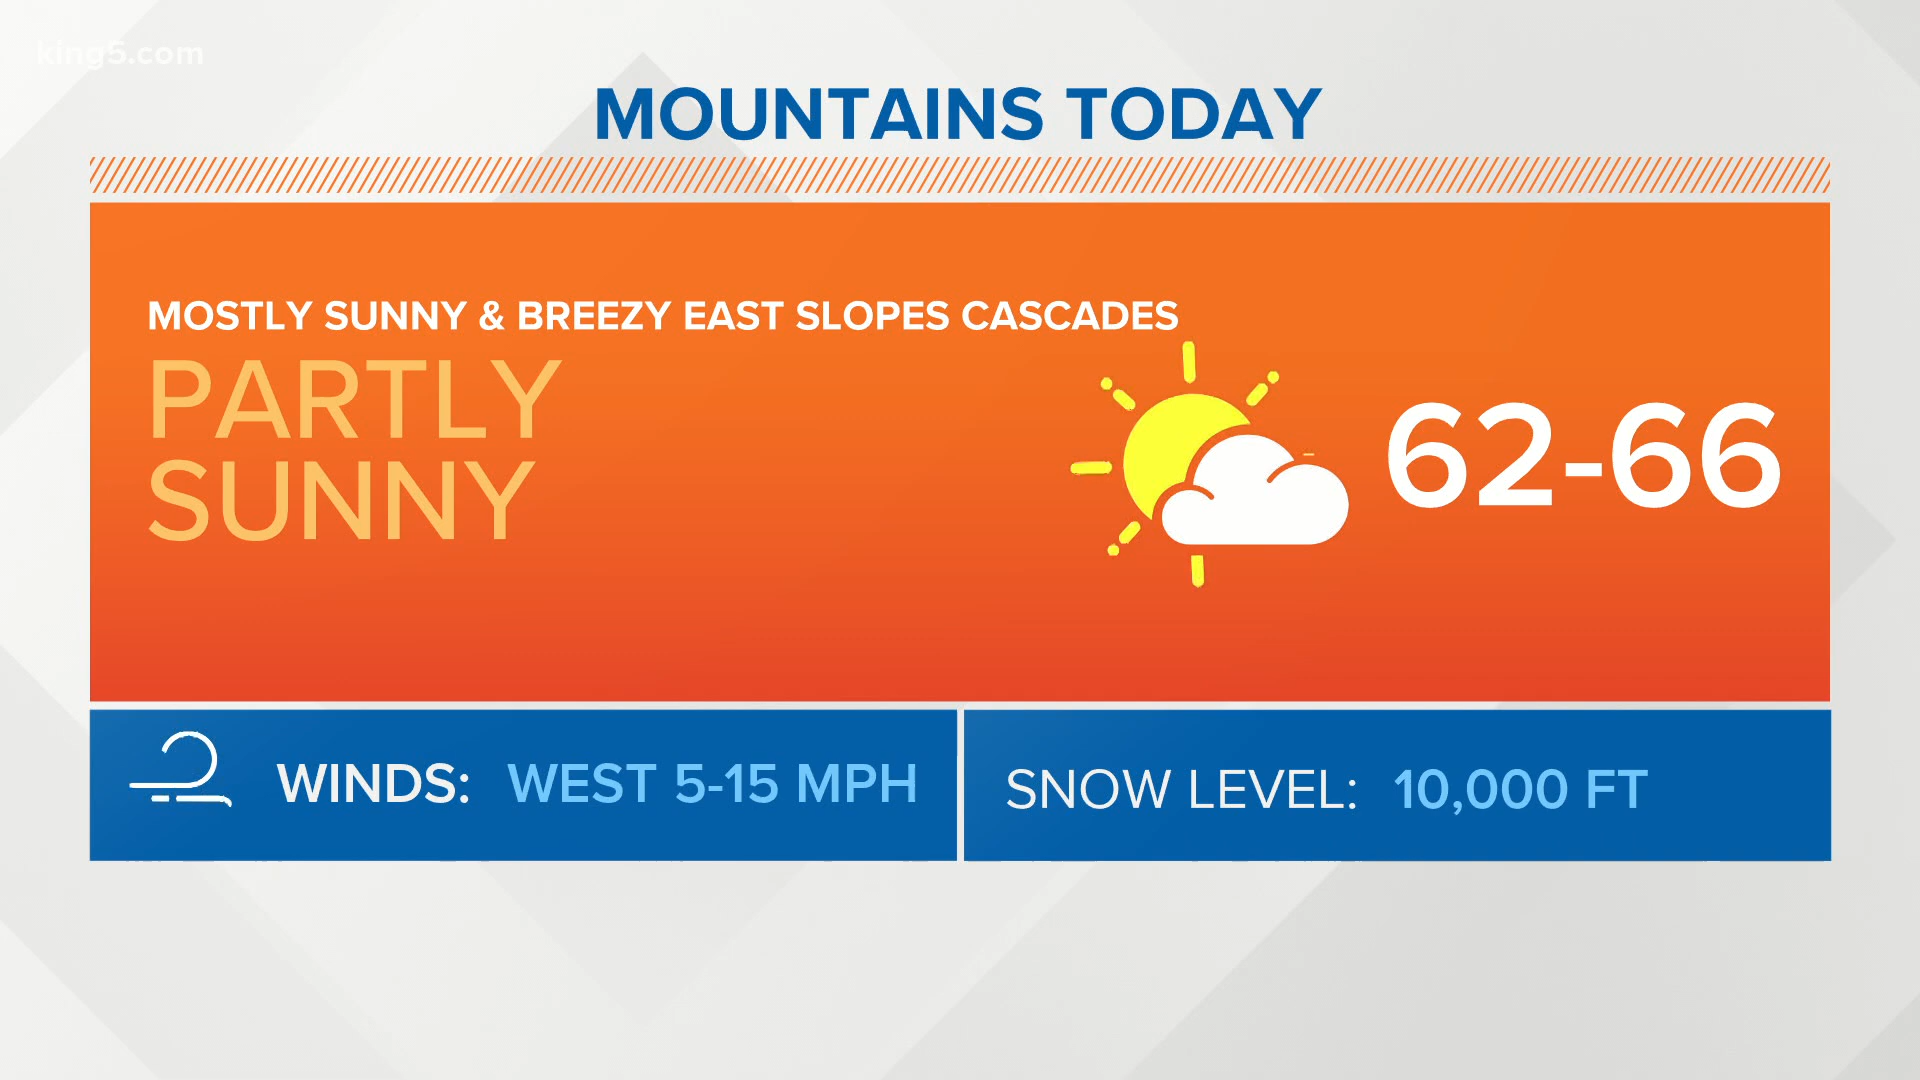 king5.com
MOUNTAINS TODAY
MOSTLY SUNNY & BREEZY EAST SLOPES CASCADES
PARTLY
SUNNY
62-66
WINDS: WEST 5-15 MPH
SNOW LEVEL: 10,000 FT